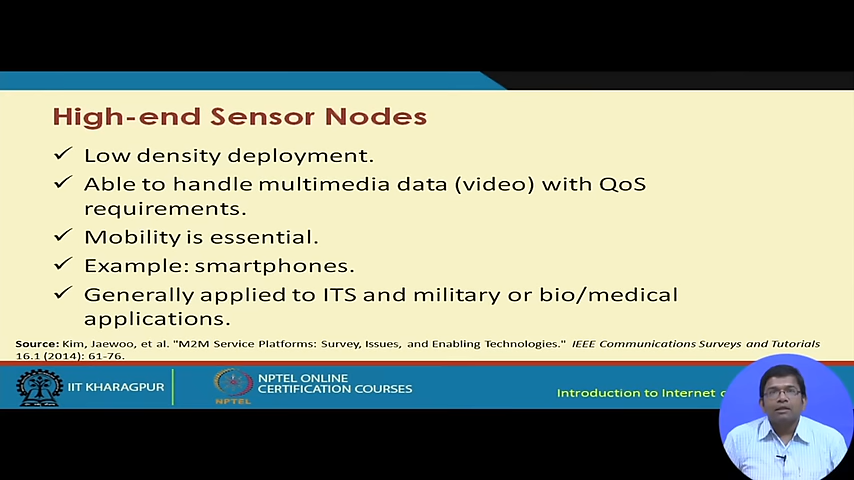 High-end Sensor Nodes
✓ Low density deployment.
✓ Able to handle multimedia data (video) with QoS
requirements.
✓ Mobility is essential.
✓ Example: smartphones.
✓ Generally applied to ITS and military or bio/medical
applications.
Source: Kim, Jaewoo, et al. "M2M Service Platforms: Survey, Issues, and Enabling Technologies." IEEE Communications Surveys and Tutorials
16.1 (2014): 61-76.
IIT KHARAGPUR
NPTEL
NPTEL ONLINE
CERTIFICATION COURSES
Introduction to Internet